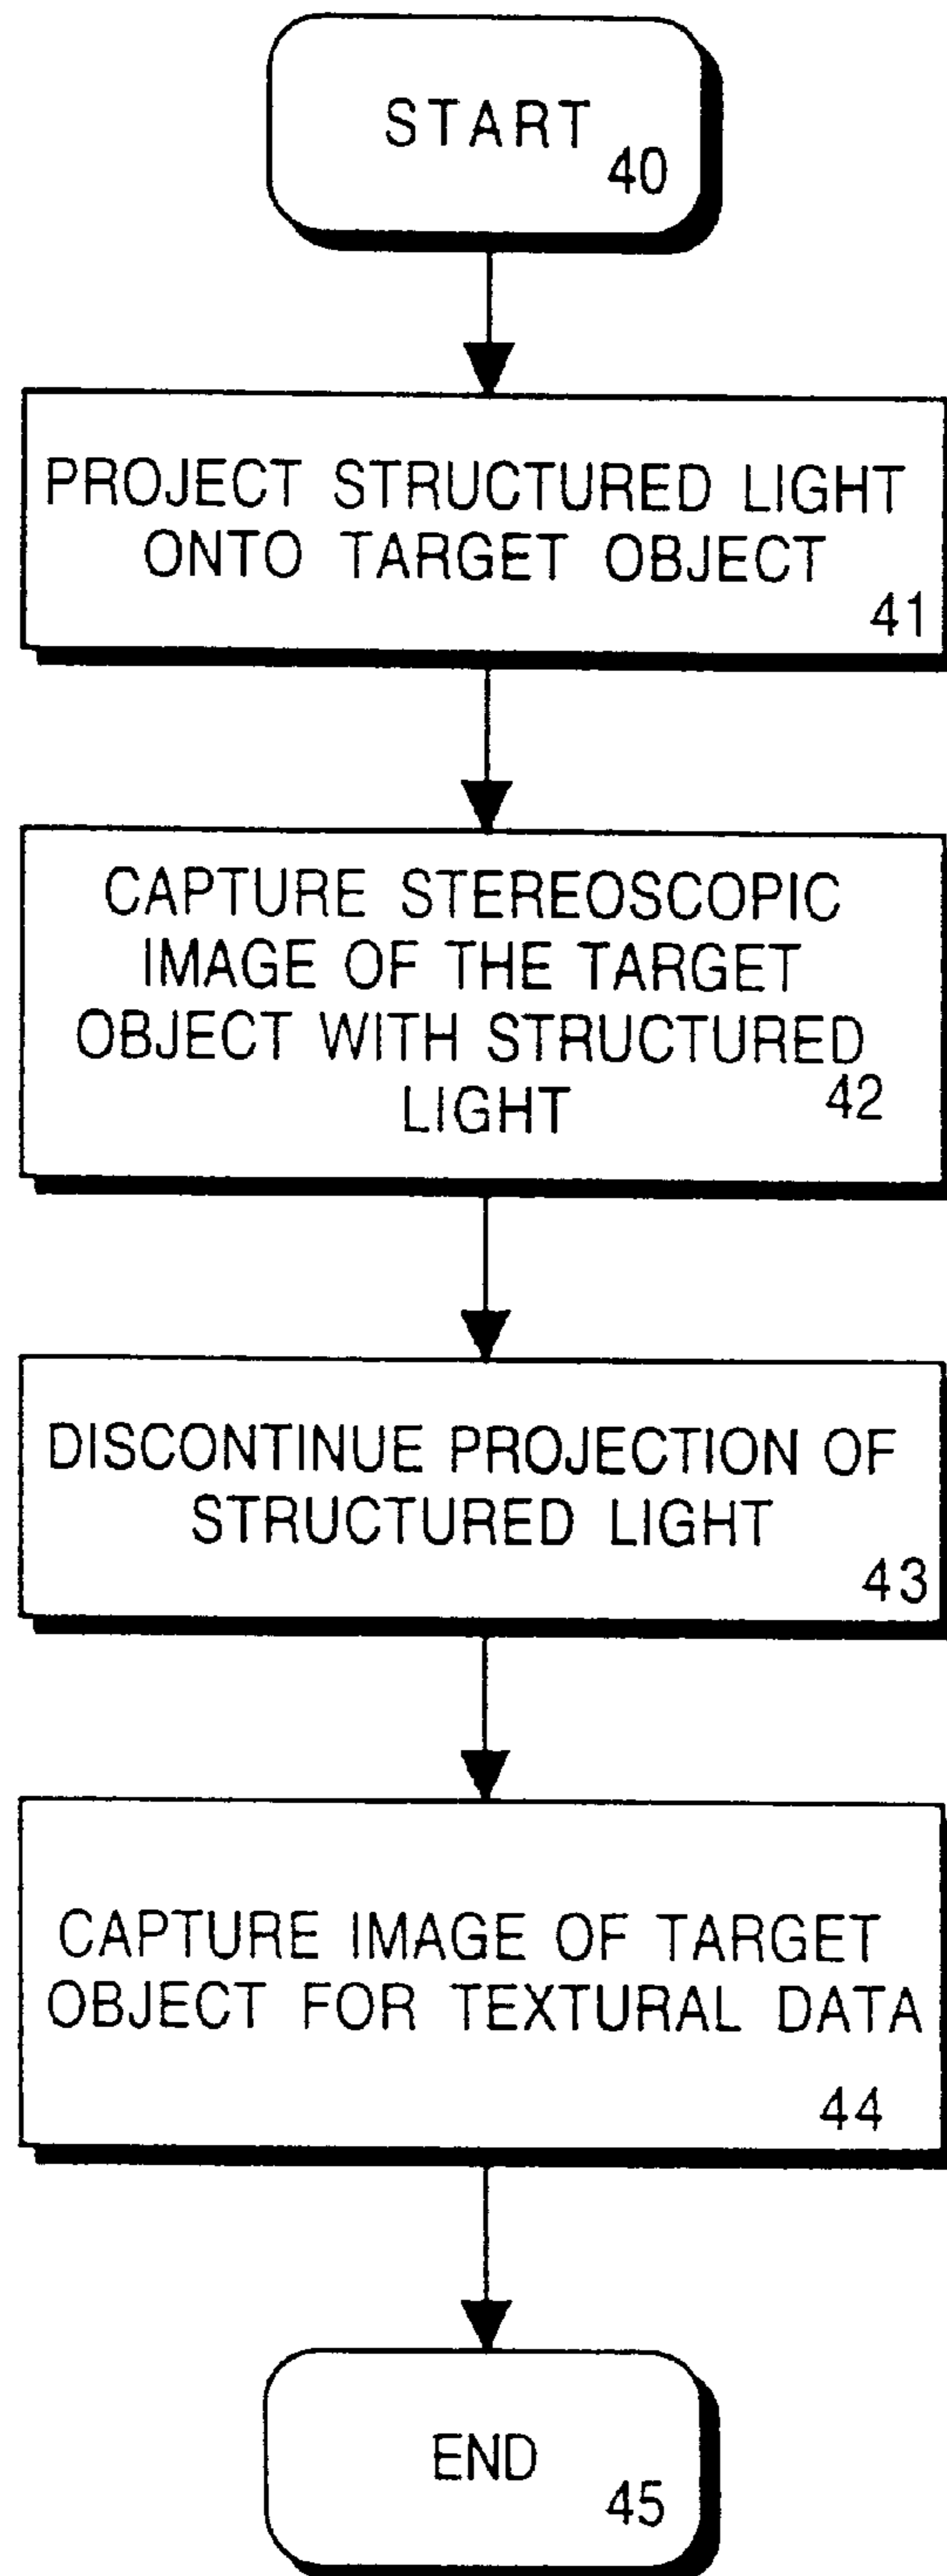 START
40
PROJECT STRUCTURED LIGHT
ONTO TARGET OBJECT
41
CAPTURE STEREOSCOPIC
IMAGE OF THE TARGET
OBJECT WITH STRUCTURED
LIGHT 42
DISCONTINUE PROJECTION OF
STRUCTURED LIGHT
43
CAPTURE IMAGE OF TARGET
OBJECT FOR TEXTURAL DATA
44
END
45